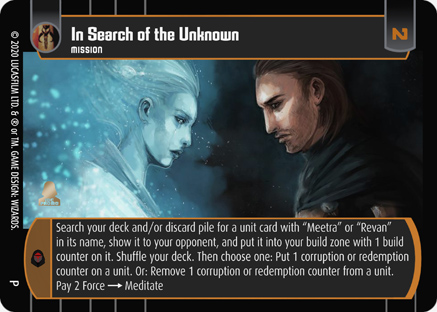 In Search of the Unknown
MISSION
Search your deck and/or discard pile for a unit card with “Meetra” or “Revan”
in its name, show it to your opponent, and put it into your build zone with 1 build
counter on it. Shuffle your deck. Then choose one: Put 1 corruption or redemption
counter on a unit. Or: Remove 1 corruption or redemption counter from a unit.
Pay 2 Force → Meditate
© 2020 LUCASFILM LTD. & ® or TM. GAME DESIGN: WIZARDS.
P